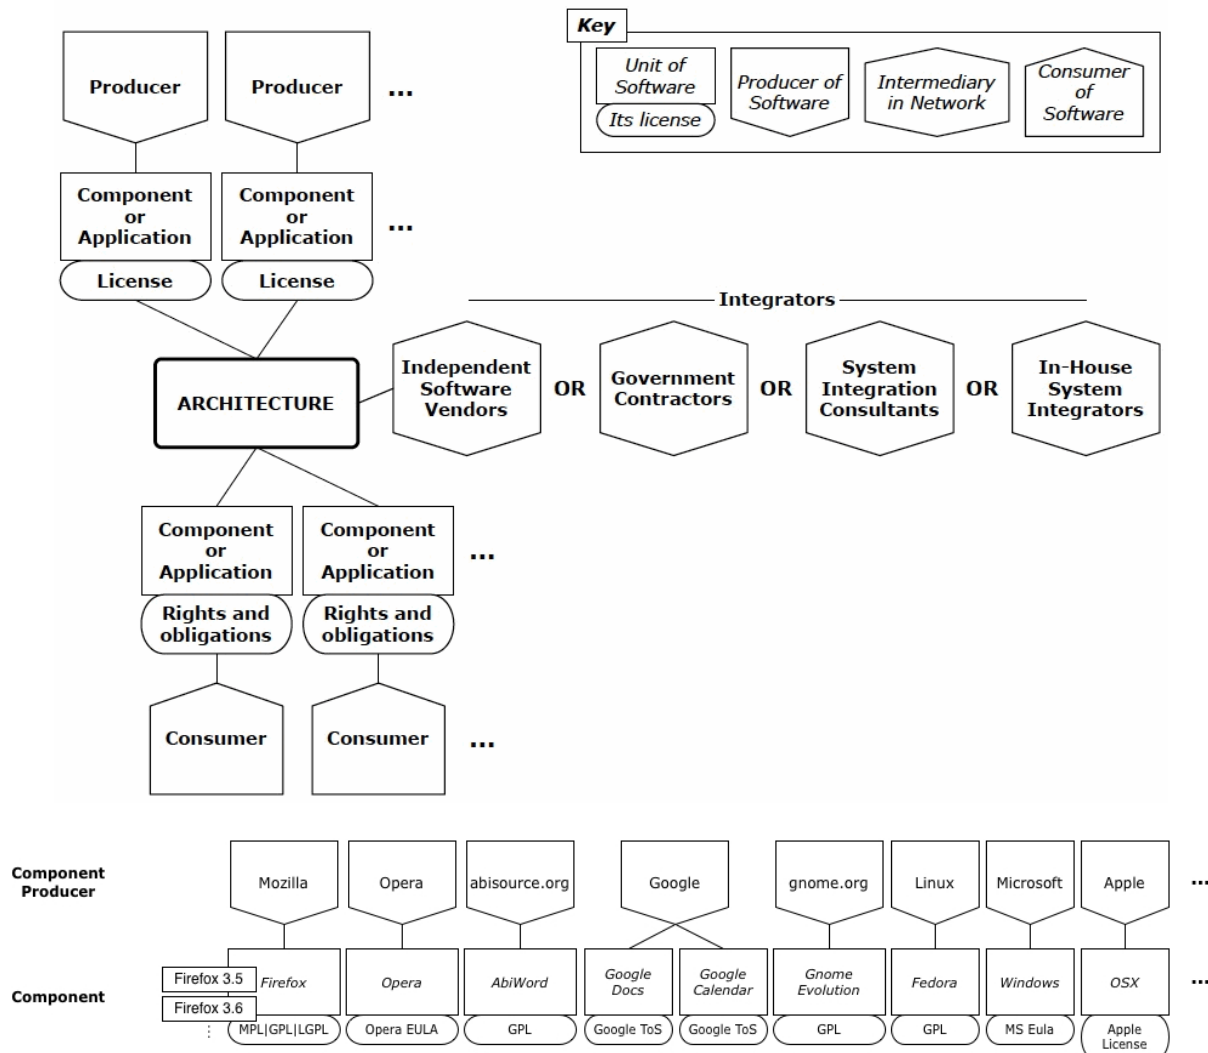 Key
Unit of
Software
Its license
Producer of
Software
Intermediary
in Network
Consumer
of
Software
Producer
Producer
...
Component
or
Application
License
Component
or
Application
License
...
Integrators
ARCHITECTURE
Independent
Software
Vendors
OR
Government
Contractors
OR
System
Integration
Consultants
OR
In-House
System
Integrators
Component
or
Application
Rights and
obligations
Component
or
Application
Rights and
obligations
...
Consumer
Consumer
...
Component
Producer
Mozilla
Opera
abisource.org
Google
gnome.org
Linux
Microsoft
Apple
...
Component
Firefox 3.5
Firefox 3.6
⋮
Firefox
MPL|GPL|LGPL
Opera
Opera EULA
AbiWord
GPL
Google
Docs
Google ToS
Google
Calendar
Google ToS
Gnome
Evolution
GPL
Fedora
GPL
Windows
MS Eula
OSX
Apple
License
...